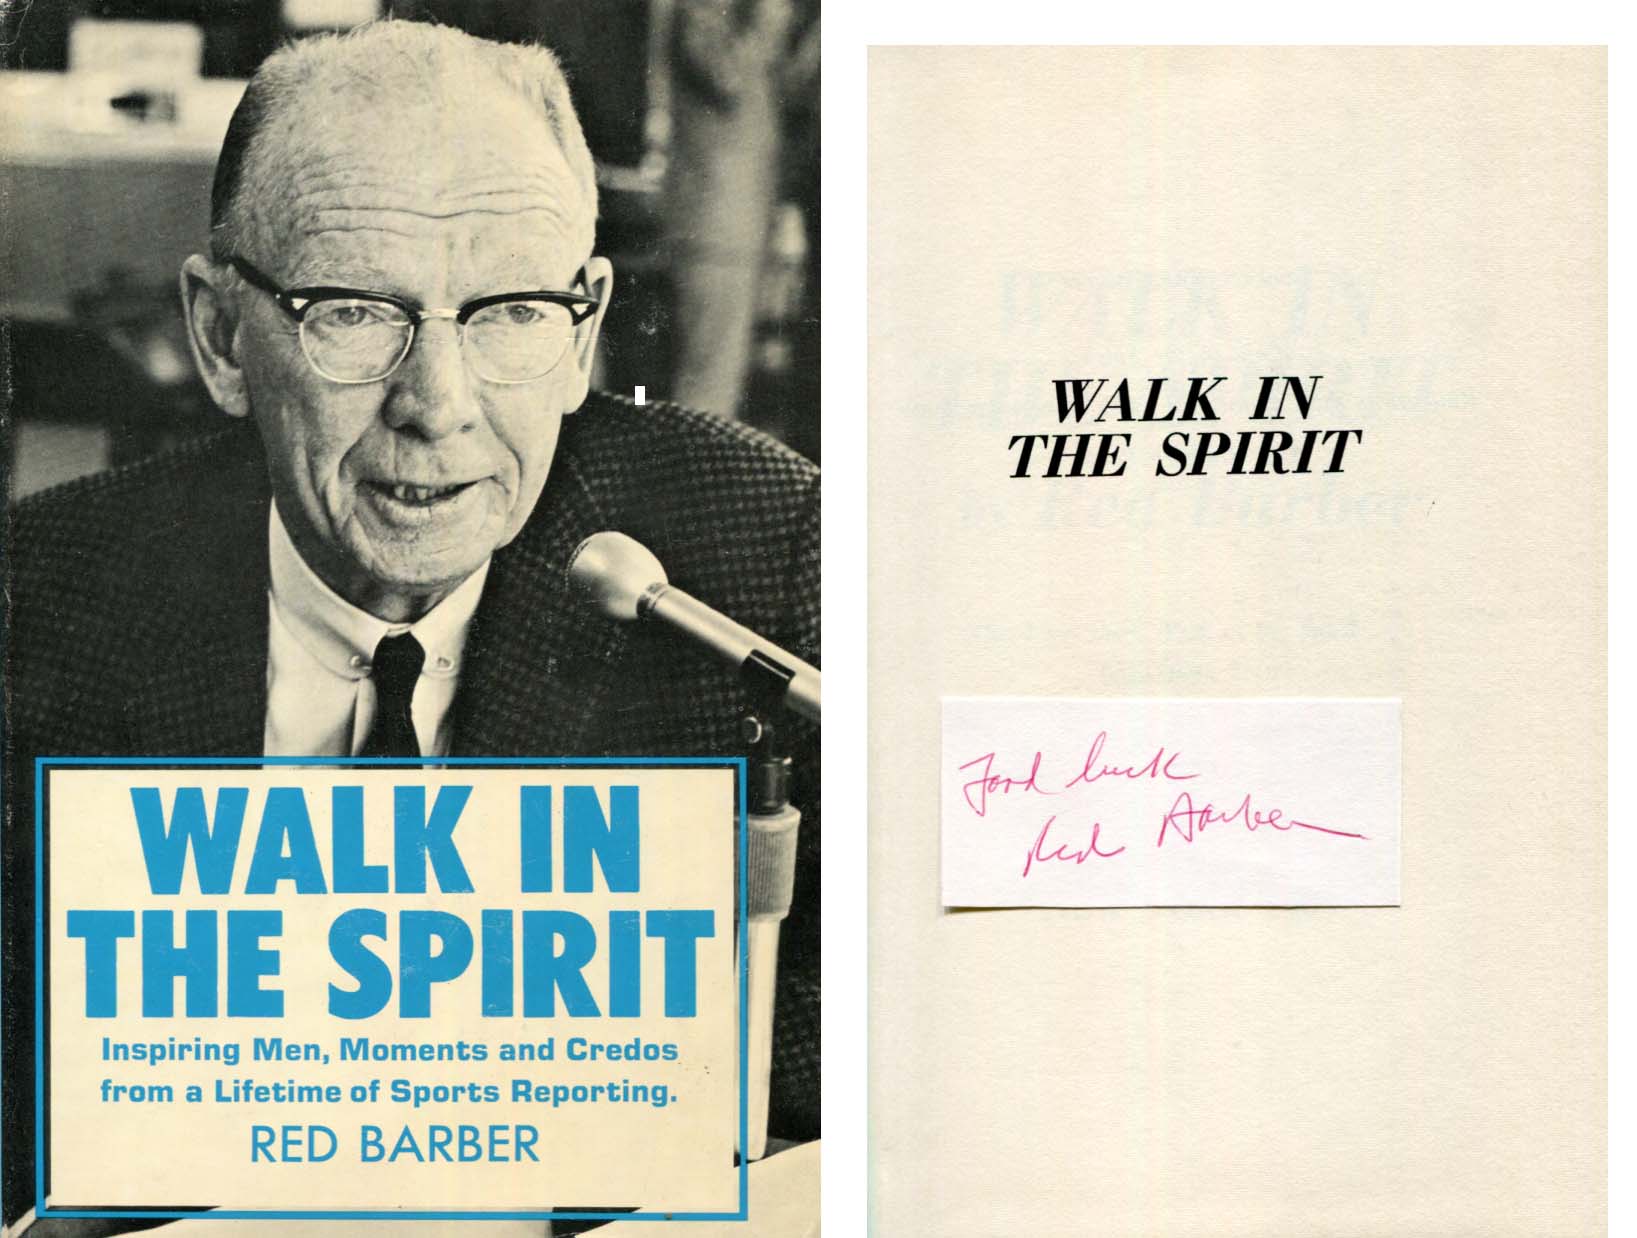 WALK IN
THE SPIRIT
Inspiring Men, Moments and Credos
from a Lifetime of Sports Reporting.
RED BARBER
WALK IN
THE SPIRIT
Good luck
Red Barber